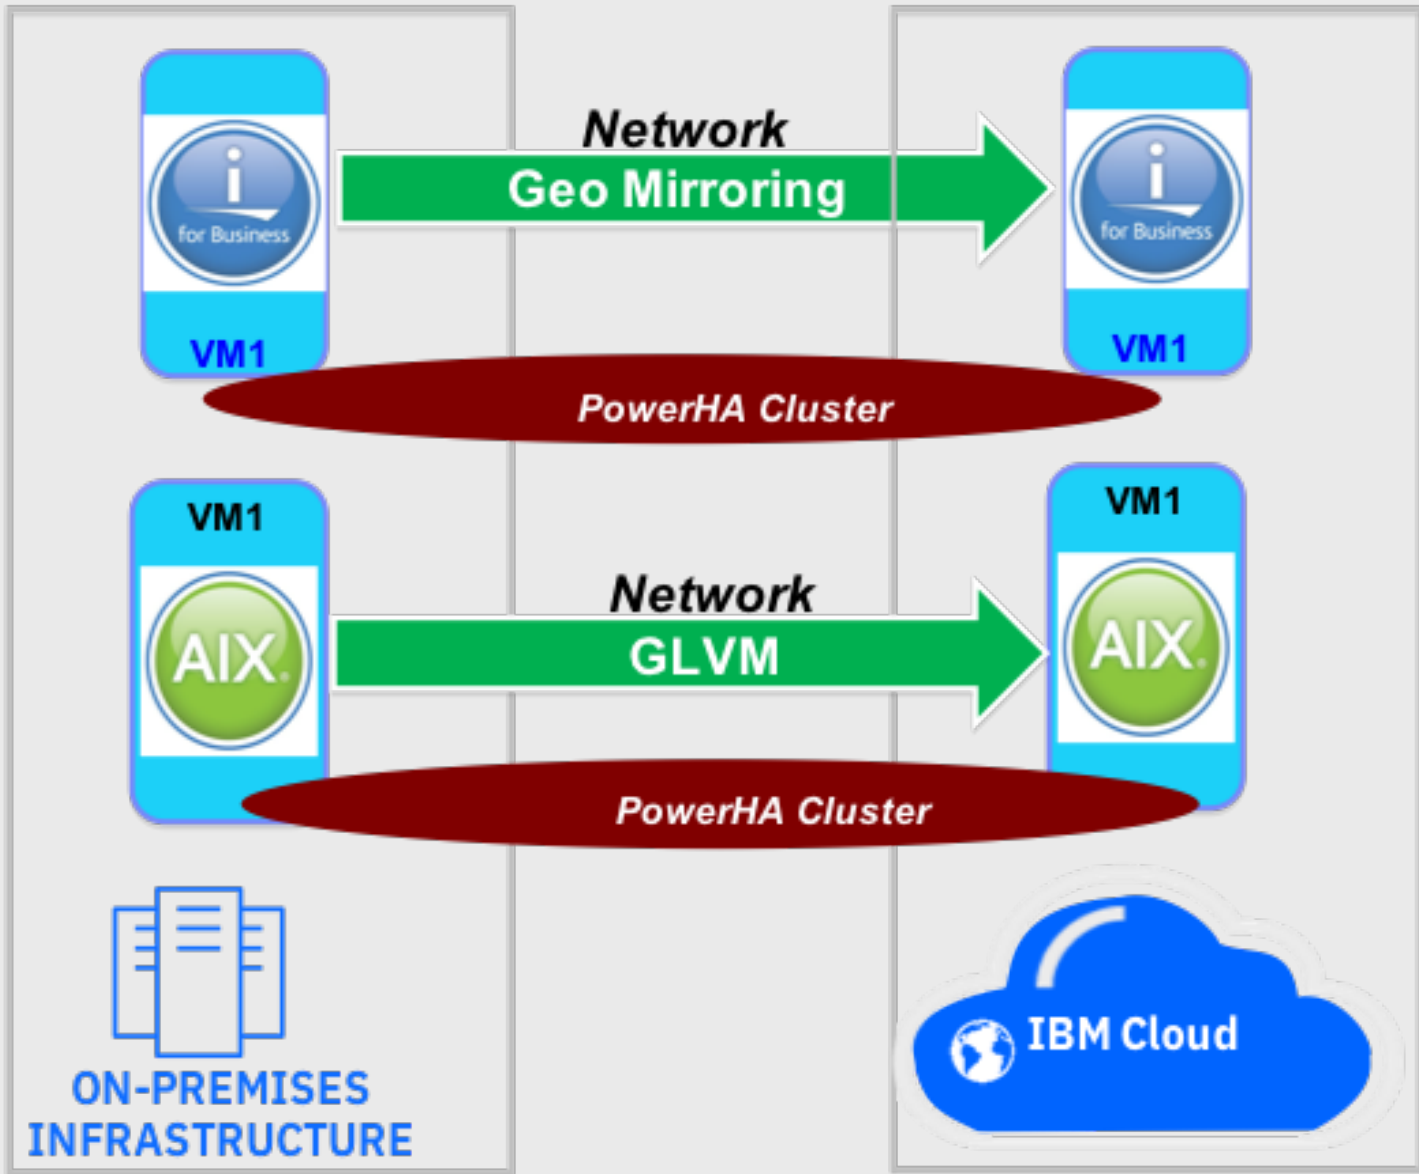 Network
Geo Mirroring
i
for Business
VM1
i
for Business
VM1
PowerHA Cluster
VM1
AIX
Network
GLVM
VM1
AIX
PowerHA Cluster
ON-PREMISES
INFRASTRUCTURE
IBM Cloud